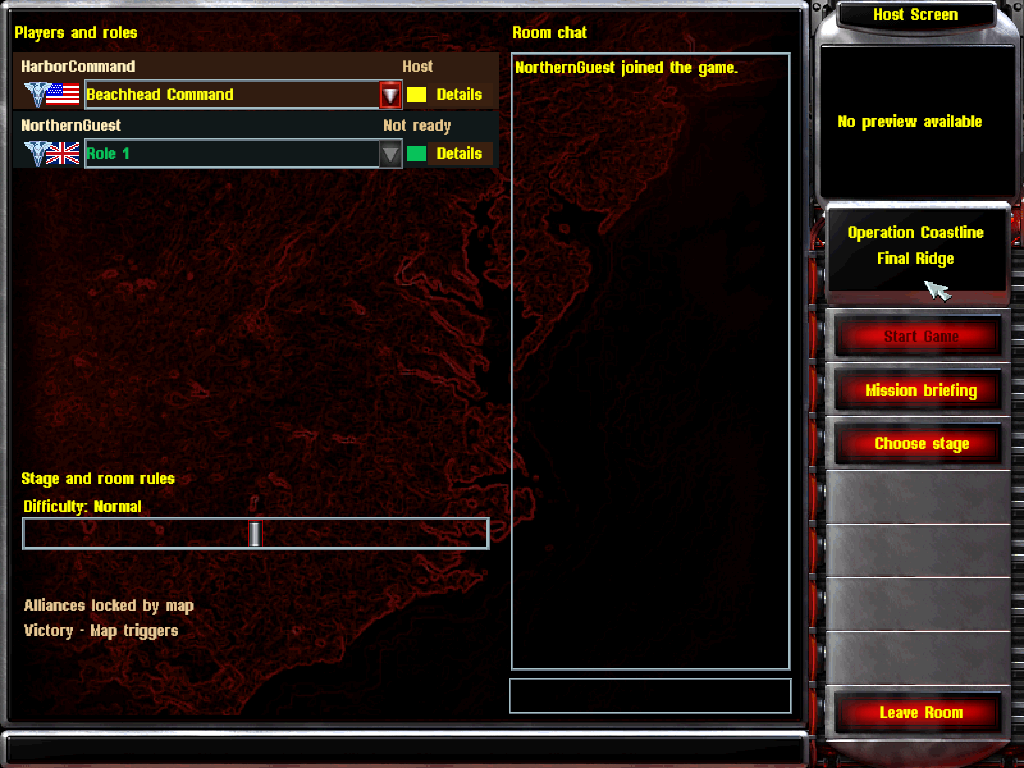 Host Screen
Players and roles
Room chat
HarborCommand
Host
Beachhead Command
Details
NorthernGuest
Not ready
Role 1
Details
NorthernGuest joined the game.
No preview available
Operation Coastline
Final Ridge
Start Game
Mission briefing
Choose stage
Stage and room rules
Difficulty: Normal
Alliances locked by map
Victory - Map triggers
Leave Room